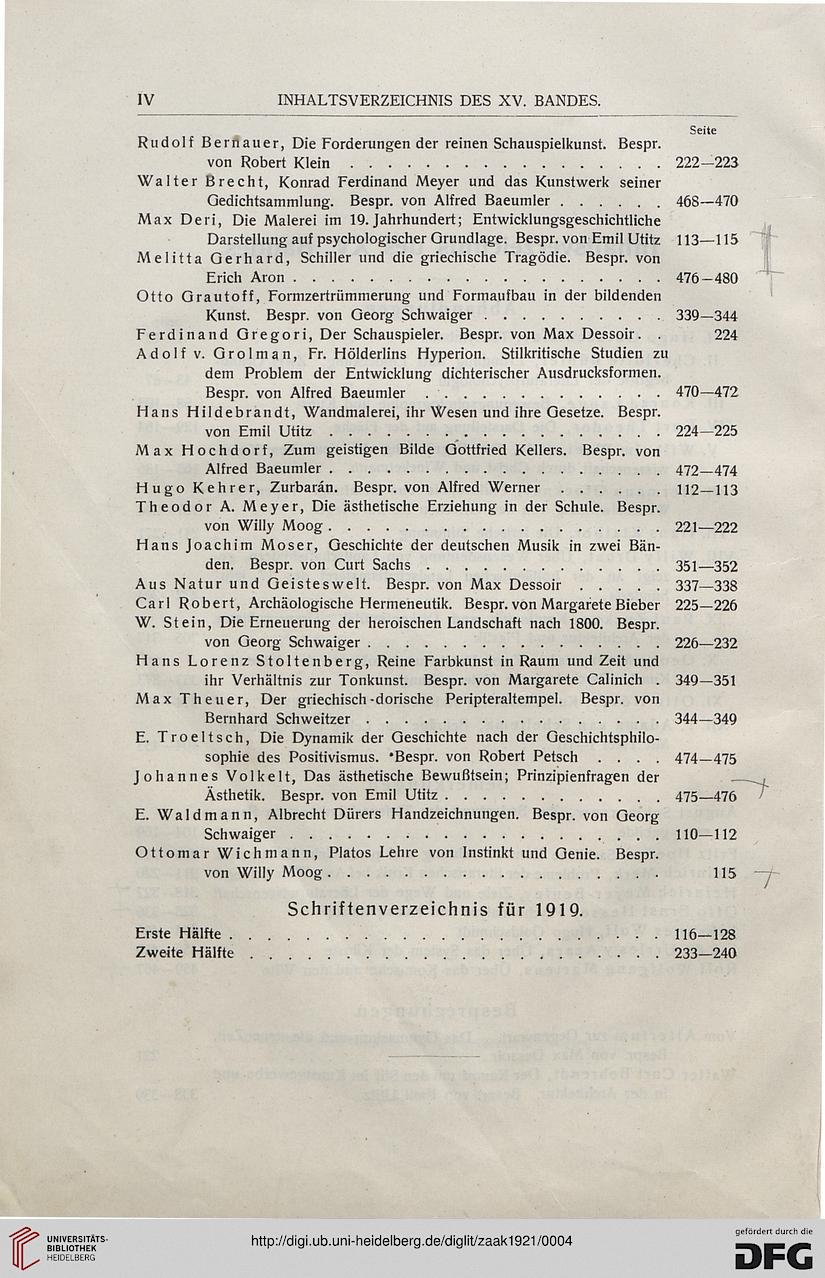 IV INHALTSVERZEICHNIS DES XV. BANDES.
Seite
Rudolf Bernauer, Die Forderungen der reinen Schauspielkunst. Bespr.
von Robert Klein . . . . . . . . . . . . . . . . . 222—223
Walter Brecht, Konrad Ferdinand Meyer und das Kunstwerk seiner
Gedichtsammlung. Bespr. von Alfred Baeumler . . . . . . 468—470
Max Deri, Die Malerei im 19. Jahrhundert; Entwicklungsgeschichtliche
Darstellung auf psychologischer Grundlage. Bespr. von Emil Utitz 113—115
Melitta Gerhard, Schiller und die griechische Tragödie. Bespr. von
Erich Aron . . . . . . . . . . . . . . . . . . . . 476—480
Otto Grautoff, Formzertrümmerung und Formaufbau in der bildenden
Kunst. Bespr. von Georg Schwaiger . . . . . . . . . . 339—344
Ferdinand Gregori, Der Schauspieler. Bespr. von Max Dessoir. . 224
Adolf v. Grolman, Fr. Hölderlins Hyperion. Stilkritische Studien zu
dem Problem der Entwicklung dichterischer Ausdrucksformen.
Bespr. von Alfred Baeumler . . . . . . . . . . . . . 470—472
Hans Hildebrandt, Wandmalerei, ihr Wesen und ihre Gesetze. Bespr.
von Emil Utitz . . . . . . . . . . . . . . . . . . 224—225
Max Hochdorf, Zum geistigen Bilde Gottfried Kellers. Bespr. von
Alfred Baeumler . . . . . . . . . . . . . . . . . . 472—474
Hugo Kehrer, Zurbarán. Bespr. von Alfred Werner . . . . . . 112—113
Theodor A. Meyer, Die ästhetische Erziehung in der Schule. Bespr.
von Willy Moog . . . . . . . . . . . . . . . . . . 221—222
Hans Joachim Moser, Geschichte der deutschen Musik in zwei Bän-
den. Bespr. von Curt Sachs . . . . . . . . . . . . . 351—352
Aus Natur und Geisteswelt. Bespr. von Max Dessoir . . . . . 337—338
Carl Robert, Archäologische Hermeneutik. Bespr. von Margarete Bieber 225—226
W. Stein, Die Erneuerung der heroischen Landschaft nach 1800. Bespr.
von Georg Schwaiger . . . . . . . . . . . . . . . . 226—232
Hans Lorenz Stoltenberg, Reine Farbkunst in Raum und Zeit und
ihr Verhältnis zur Tonkunst. Bespr. von Margarete Calinich . 349—351
Max Theuer, Der griechisch-dorische Peripteraltempel. Bespr. von
Bernhard Schweitzer . . . . . . . . . . . . . . . . 344—349
E. Troeltsch, Die Dynamik der Geschichte nach der Geschichtsphilo-
sophie des Positivismus. Bespr. von Robert Petsch . . . . 474—475
Johannes Volkelt, Das ästhetische Bewußtsein; Prinzipienfragen der
Ästhetik. Bespr. von Emil Utitz . . . . . . . . . . . . 475—476
E. Waldmann, Albrecht Dürers Handzeichnungen. Bespr. von Georg
Schwaiger . . . . . . . . . . . . . . . . . . . . 110—112
Ottomar Wichmann, Platos Lehre von Instinkt und Genie. Bespr.
von Willy Moog . . . . . . . . . . . . . . . . . . 115
Schriftenverzeichnis für 1919.
Erste Hälfte . . . . . . . . . . . . . . . . . . . . . . . 116—128
Zweite Hälfte . . . . . . . . . . . . . . . . . . . . . . 233—240
UNIVERSITÄTS-
BIBLIOTHEK
HEIDELBERG
http://digi.ub.uni-heidelberg.de/diglit/zaak1921/0004
gefördert durch die
DFG